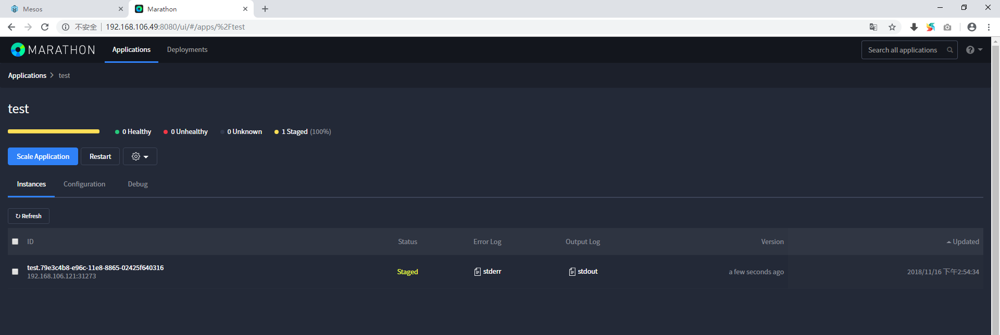 Mesos
Marathon
不安全 192.168.106.49:8080/ui/#/apps/%2Ftest
MARATHON Applications Deployments Search all applications
Applications > test
test
0 Healthy 0 Unhealthy 0 Unknown 1 Staged (100%)
Scale Application Restart
Instances Configuration Debug
↻ Refresh
ID Status Error Log Output Log Version Updated
test.79e3c4b8-e96c-11e8-8865-02425f640316
192.168.106.121:31273
Staged stderr stdout a few seconds ago 2018/11/16 下午2:54:34